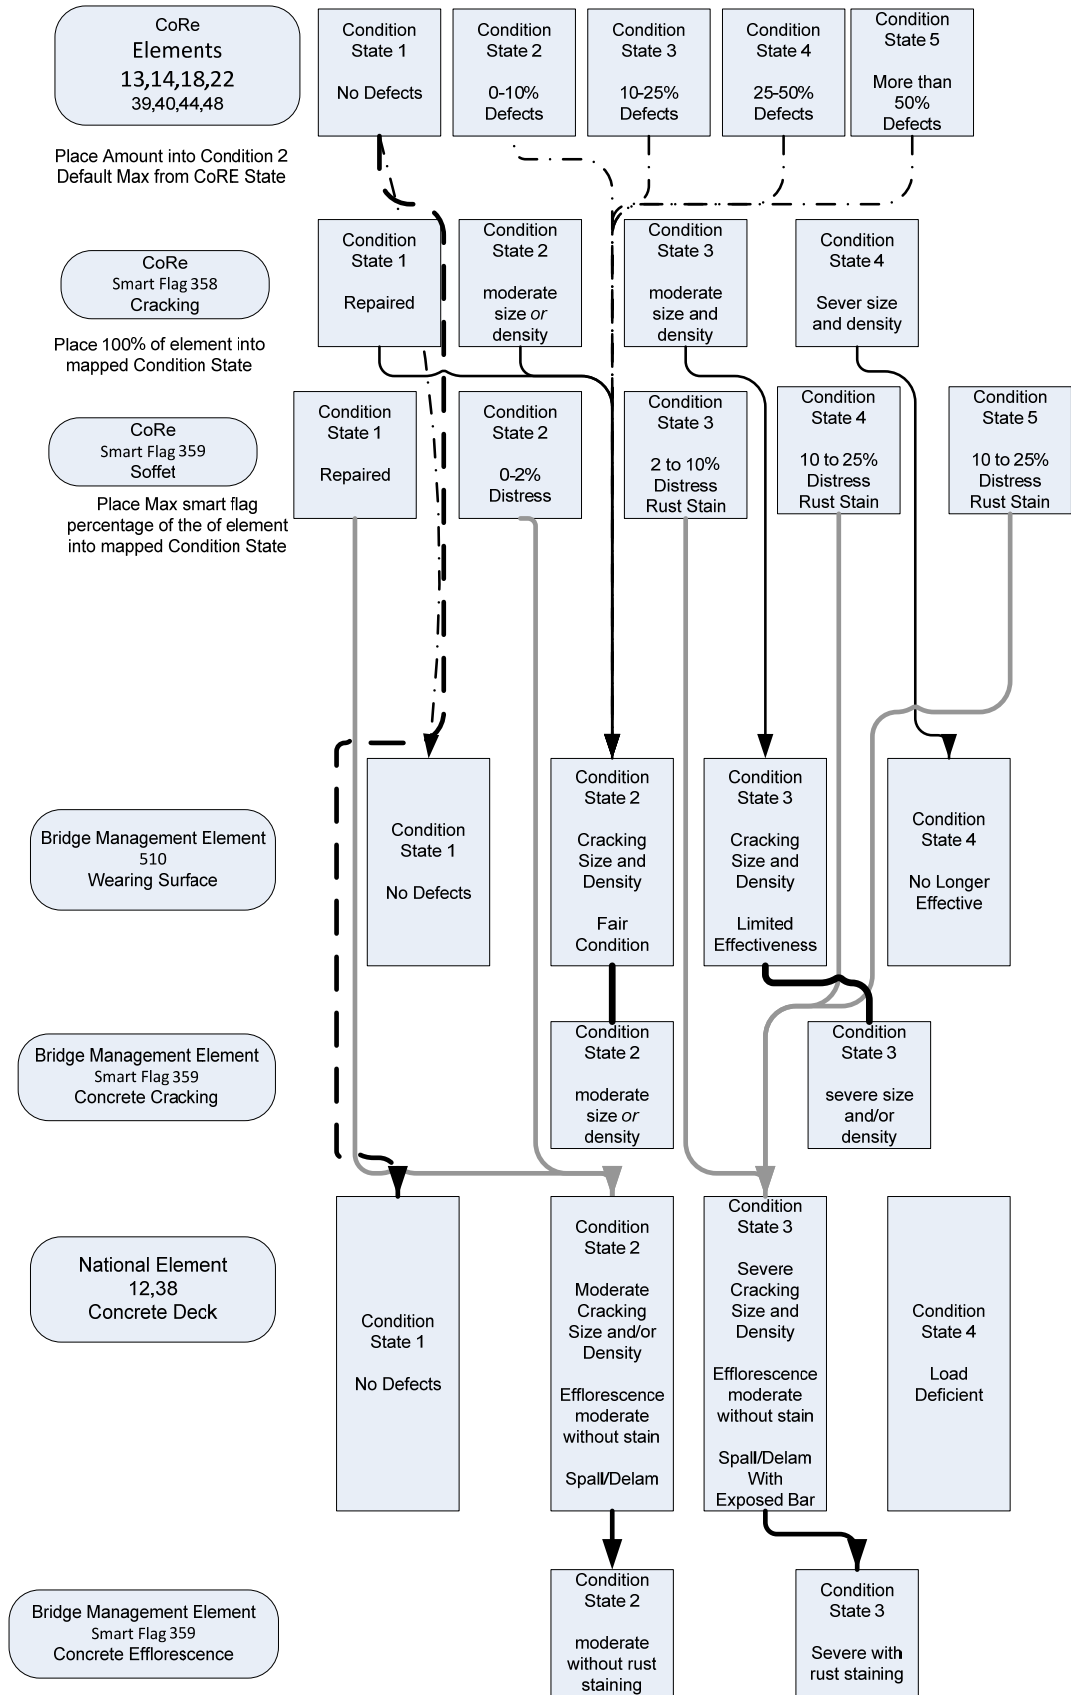 CoRe
Elements
13,14,18,22
39,40,44,48
Condition
State 1
No Defects
Condition
State 2
0-10%
Defects
Condition
State 3
10-25%
Defects
Condition
State 4
25-50%
Defects
Condition
State 5
More than
50%
Defects
Place Amount into Condition 2
Default Max from CoRE State
CoRe
Smart Flag 358
Cracking
Condition
State 1
Repaired
Condition
State 2
moderate
size or
density
Condition
State 3
moderate
size and
density
Condition
State 4
Sever size
and density
Place 100% of element into
mapped Condition State
CoRe
Smart Flag 359
Soffet
Condition
State 1
Repaired
Condition
State 2
0-2%
Distress
Condition
State 3
2 to 10%
Distress
Rust Stain
Condition
State 4
10 to 25%
Distress
Rust Stain
Condition
State 5
10 to 25%
Distress
Rust Stain
Place Max smart flag
percentage of the of element
into mapped Condition State
Bridge Management Element
510
Wearing Surface
Condition
State 1
No Defects
Condition
State 2
Cracking
Size and
Density
Fair
Condition
Condition
State 3
Cracking
Size and
Density
Limited
Effectiveness
Condition
State 4
No Longer
Effective
Bridge Management Element
Smart Flag 359
Concrete Cracking
Condition
State 2
moderate
size or
density
Condition
State 3
severe size
and/or
density
National Element
12,38
Concrete Deck
Condition
State 1
No Defects
Condition
State 2
Moderate
Cracking
Size and/or
Density
Efflorescence
moderate
without stain
Spall/Delam
Condition
State 3
Severe
Cracking
Size and
Density
Efflorescence
moderate
without stain
Spall/Delam
With
Exposed Bar
Condition
State 4
Load
Deficient
Bridge Management Element
Smart Flag 359
Concrete Efflorescence
Condition
State 2
moderate
without rust
staining
Condition
State 3
Severe with
rust staining